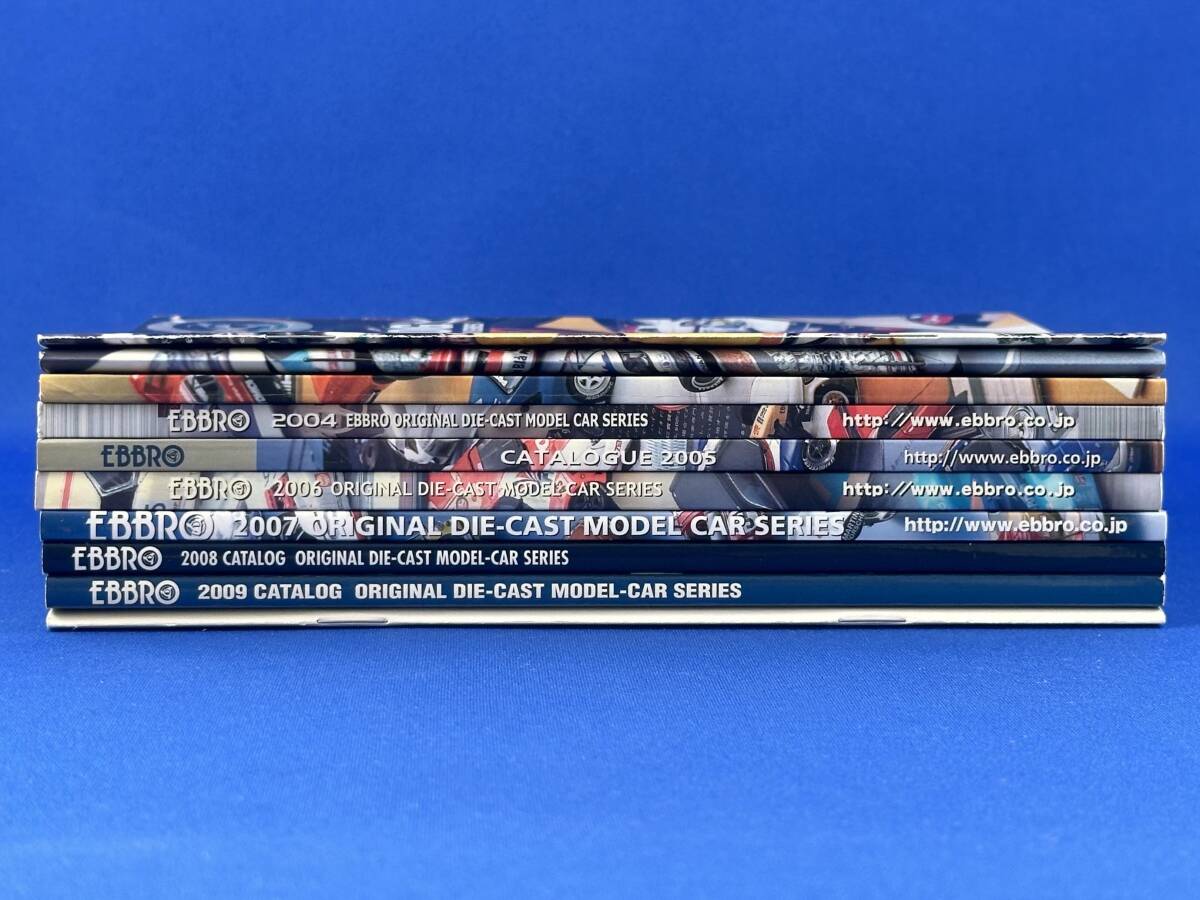 EBBRO 2004 EBBRO ORIGINAL DIE-CAST MODEL CAR SERIES http://www.ebbro.co.jp
EBBRO CATALOGUE 2005 http://www.ebbro.co.jp
EBBRO 2006 ORIGINAL DIE-CAST MODEL-CAR SERIES http://www.ebbro.co.jp
EBBRO 2007 ORIGINAL DIE-CAST MODEL CAR SERIES http://www.ebbro.co.jp
EBBRO 2008 CATALOG ORIGINAL DIE-CAST MODEL-CAR SERIES
EBBRO 2009 CATALOG ORIGINAL DIE-CAST MODEL-CAR SERIES